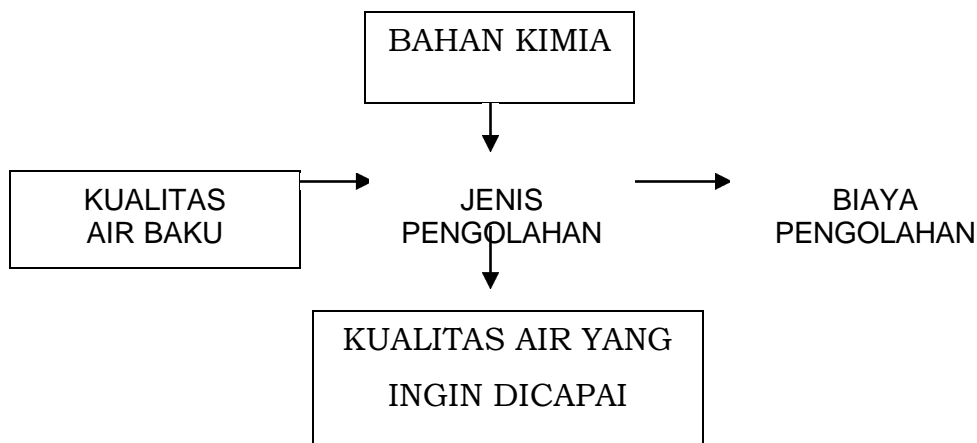 BAHAN KIMIA
KUALITAS
AIR BAKU
JENIS
PENGOLAHAN
BIAYA
PENGOLAHAN
KUALITAS AIR YANG
INGIN DICAPAI